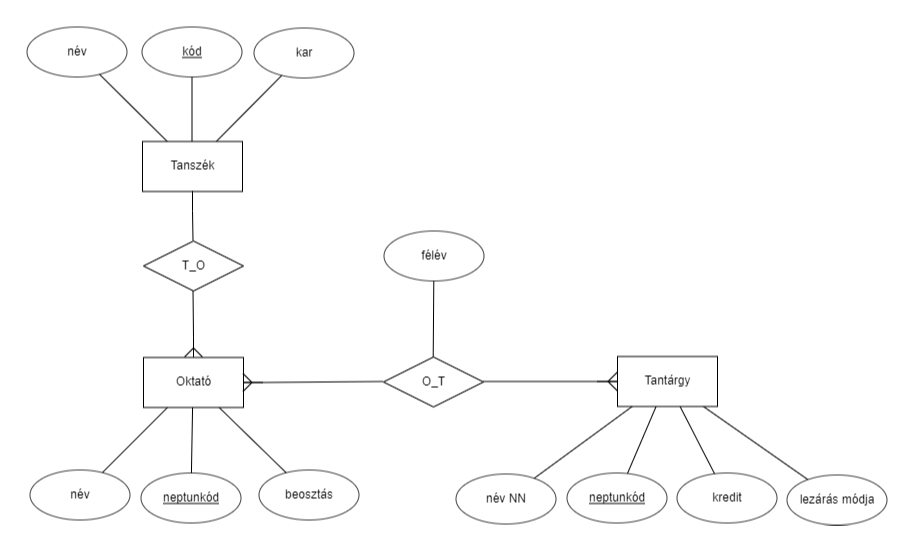 név
kód
kar
Tanszék
T_O
félév
Oktató
O_T
Tantárgy
név
neptunkód
beosztás
név NN
neptunkód
kredit
lezárás módja